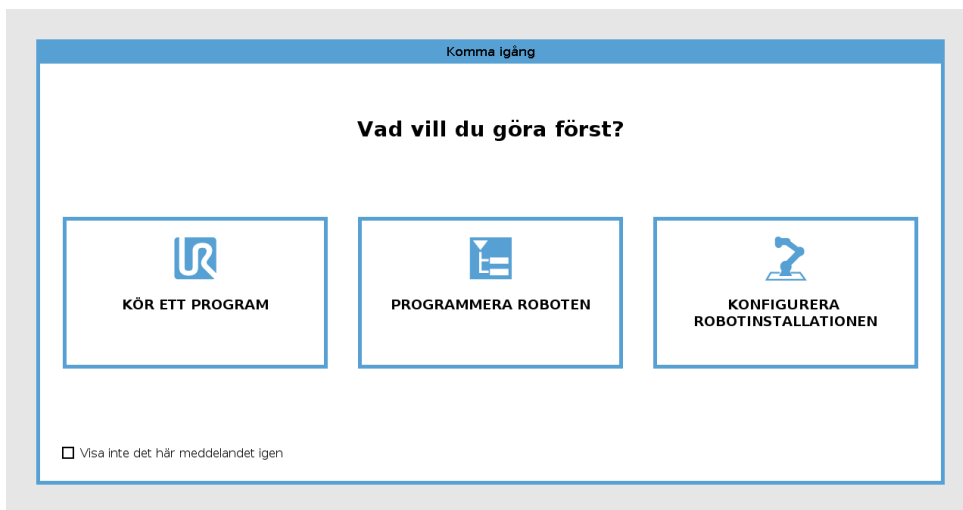 Komma igång
Vad vill du göra först?
KÖR ETT PROGRAM
PROGRAMMERA ROBOTEN
KONFIGURERA
ROBOTINSTALLATIONEN
Visa inte det här meddelandet igen